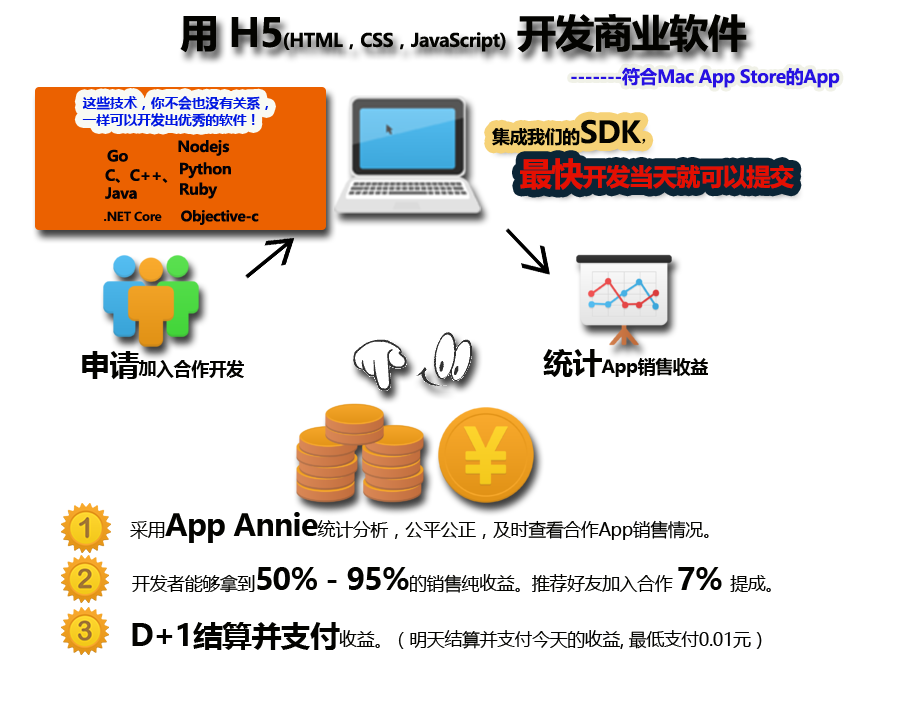 用 H5(HTML，CSS，JavaScript) 开发商业软件
-------符合Mac App Store的App
这些技术，你不会也没有关系，
一样可以开发出优秀的软件！
Go
Nodejs
C、C++、
Python
Java
Ruby
.NET Core
Objective-c
集成我们的SDK,
最快开发当天就可以提交
申请加入合作开发
统计App销售收益
¥
1 采用App Annie统计分析，公平公正，及时查看合作App销售情况。
2 开发者能够拿到50% - 95%的销售纯收益。推荐好友加入合作 7% 提成。
3 D+1结算并支付收益。（明天结算并支付今天的收益, 最低支付0.01元）